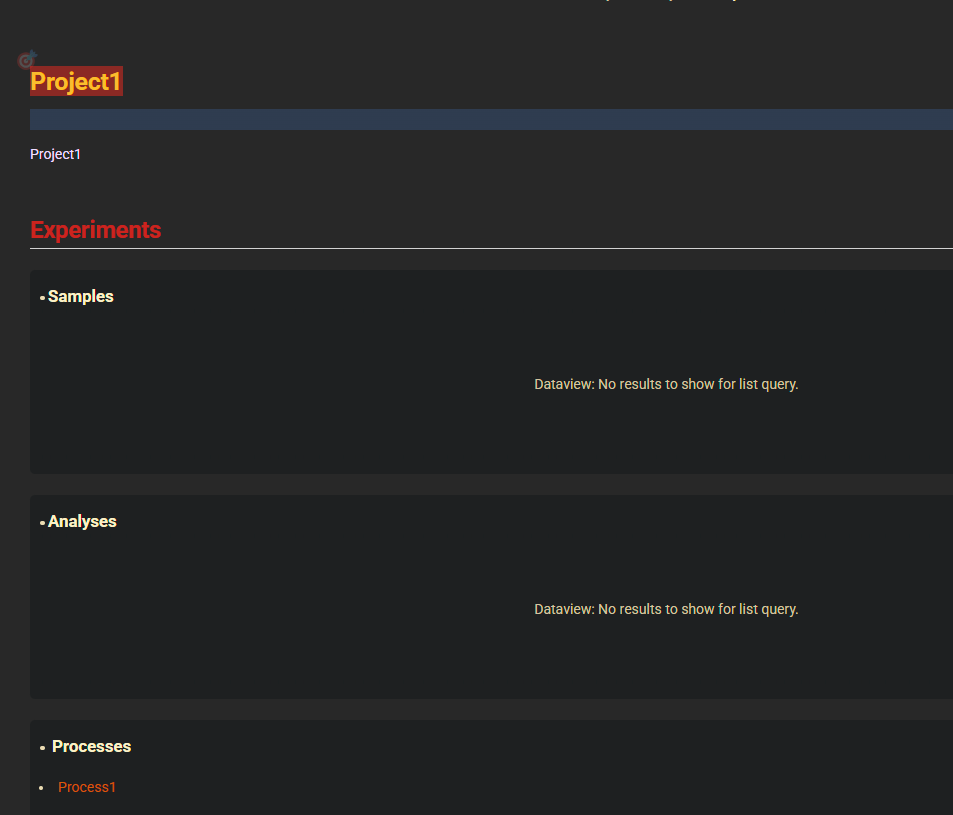 Project1
Project1
Experiments
• Samples
Dataview: No results to show for list query.
• Analyses
Dataview: No results to show for list query.
• Processes
• Process1